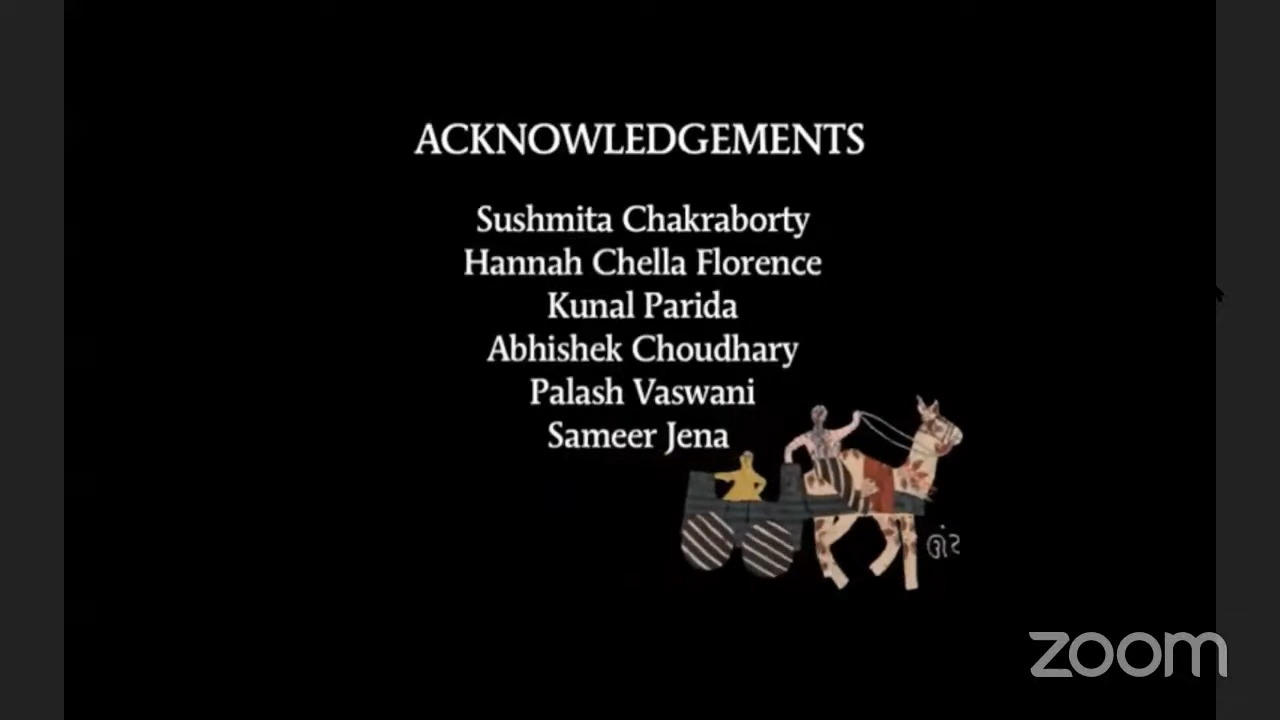 ACKNOWLEDGEMENTS
Sushmita Chakraborty
Hannah Chella Florence
Kunal Parida
Abhishek Choudhary
Palash Vaswani
Sameer Jena
zoom